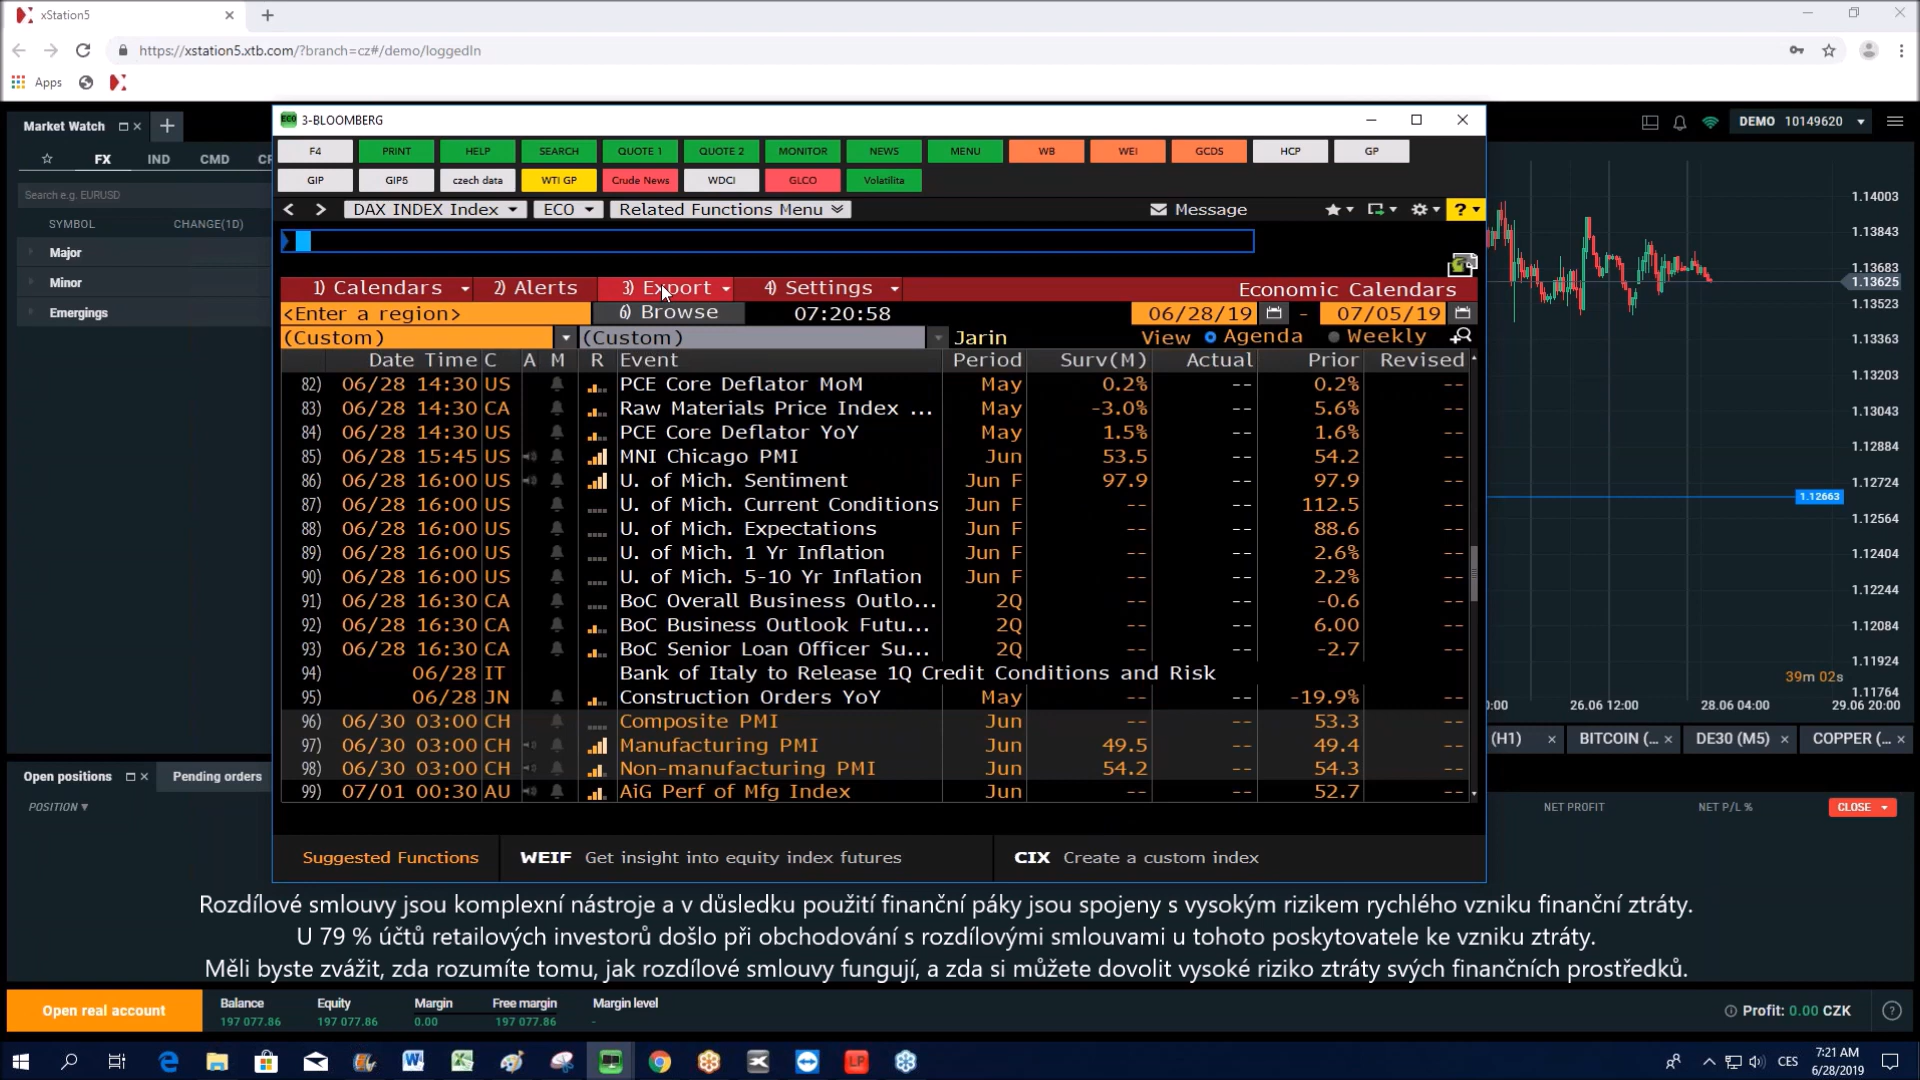 xStation5
https://xstation5.xtb.com/?branch=cz#/demo/loggedIn
Apps
Market Watch
FX IND CMD
Search e.g. EURUSD
SYMBOL CHANGE(1D)
Major
Minor
Emergings
DEMO 10149620
3-BLOOMBERG
F4 PRINT HELP SEARCH QUOTE 1 QUOTE 2 MONITOR NEWS MENU WB WEI GCDS HCP GP
GIP GIP5 czech data WTI GP Crude News WDCI GLCO Volatilita
< > DAX INDEX Index ECO Related Functions Menu Message ?
1) Calendars 2) Alerts 3) Export 4) Settings Economic Calendars
<Enter a region> 6) Browse 07:20:58 06/28/19 - 07/05/19
(Custom) (Custom) Jarin View Agenda Weekly
Date Time C A M R Event Period Surv(M) Actual Prior Revised
82) 06/28 14:30 US PCE Core Deflator MoM May 0.2% -- 0.2% --
83) 06/28 14:30 CA Raw Materials Price Index ... May -3.0% -- 5.6% --
84) 06/28 14:30 US PCE Core Deflator YoY May 1.5% -- 1.6% --
85) 06/28 15:45 US MNI Chicago PMI Jun 53.5 -- 54.2 --
86) 06/28 16:00 US U. of Mich. Sentiment Jun F 97.9 -- 97.9 --
87) 06/28 16:00 US U. of Mich. Current Conditions Jun F -- -- 112.5 --
88) 06/28 16:00 US U. of Mich. Expectations Jun F -- -- 88.6 --
89) 06/28 16:00 US U. of Mich. 1 Yr Inflation Jun F -- -- 2.6% --
90) 06/28 16:00 US U. of Mich. 5-10 Yr Inflation Jun F -- -- 2.2% --
91) 06/28 16:30 CA BoC Overall Business Outlo... 2Q -- -- -0.6 --
92) 06/28 16:30 CA BoC Business Outlook Futu... 2Q -- -- 6.00 --
93) 06/28 16:30 CA BoC Senior Loan Officer Su... 2Q -- -- -2.7 --
94) 06/28 IT Bank of Italy to Release 1Q Credit Conditions and Risk
95) 06/28 JN Construction Orders YoY May -- -- -19.9% --
96) 06/30 03:00 CH Composite PMI Jun -- -- 53.3 --
97) 06/30 03:00 CH Manufacturing PMI Jun 49.5 -- 49.4 --
98) 06/30 03:00 CH Non-manufacturing PMI Jun 54.2 -- 54.3 --
99) 07/01 00:30 AU AiG Perf of Mfg Index Jun -- -- 52.7 --
Suggested Functions WEIF Get insight into equity index futures CIX Create a custom index
1.14003
1.13843
1.13683
1.13625
1.13523
1.13363
1.13203
1.13043
1.12884
1.12724
1.12663
1.12564
1.12404
1.12244
1.12084
1.11924
39m 02s
1.11764
26.06 12:00 28.06 04:00 29.06 20:00
(H1) BITCOIN (... DE30 (M5) COPPER (...
Open positions Pending orders
POSITION NET PROFIT NET P/L % CLOSE
Rozdílové smlouvy jsou komplexní nástroje a v důsledku použití finanční páky jsou spojeny s vysokým rizikem rychlého vzniku finanční ztráty.
U 79 % účtů retailových investorů došlo při obchodování s rozdílovými smlouvami u tohoto poskytovatele ke vzniku ztráty.
Měli byste zvážit, zda rozumíte tomu, jak rozdílové smlouvy fungují, a zda si můžete dovolit vysoké riziko ztráty svých finančních prostředků.
Open real account
Balance Equity Margin Free margin Margin level
197 077.86 197 077.86 0.00 197 077.86 -
Profit: 0.00 CZK
CES
7:21 AM
6/28/2019